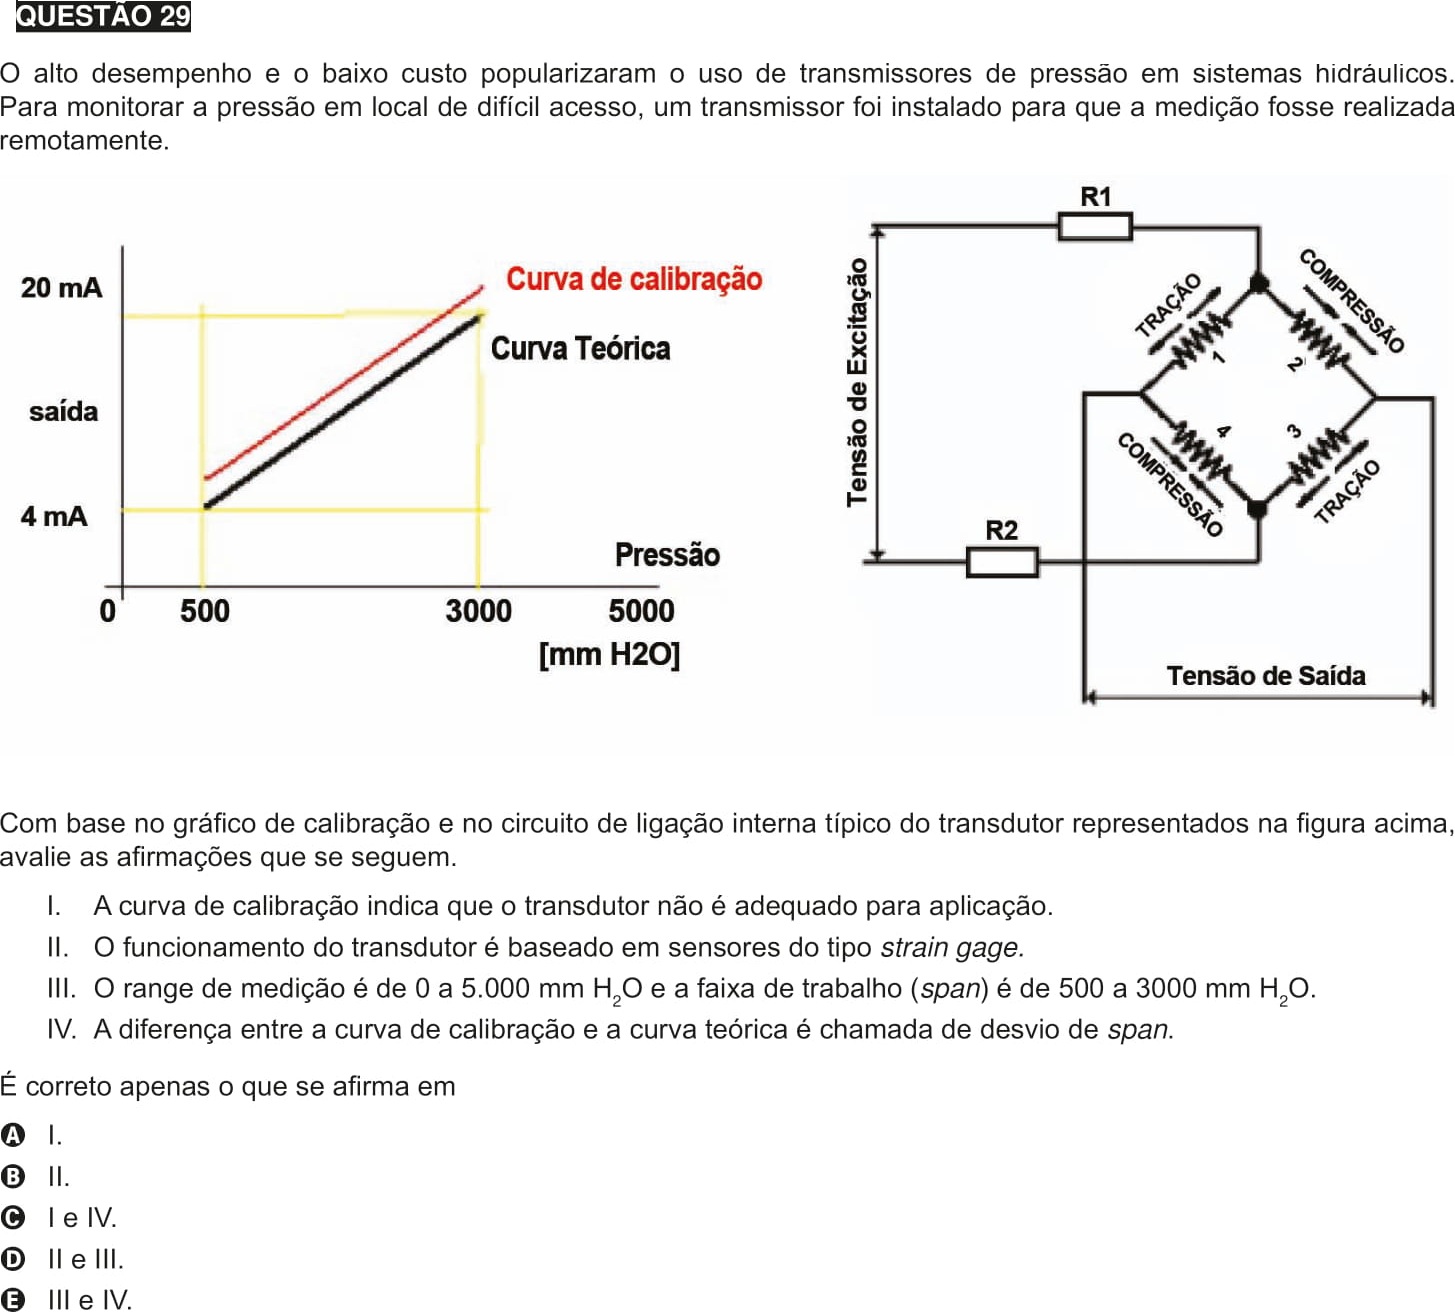 QUESTÃO 29
O alto desempenho e o baixo custo popularizaram o uso de transmissores de pressão em sistemas hidráulicos.
Para monitorar a pressão em local de difícil acesso, um transmissor foi instalado para que a medição fosse realizada
remotamente.
20 mA
saída
4 mA
Curva de calibração
Curva Teórica
Pressão
0 500 3000 5000
[mm H2O]
R1
Tensão de Excitação
TRAÇÃO
COMPRESSÃO
1
2
4
3
COMPRESSÃO
TRAÇÃO
R2
Tensão de Saída
Com base no gráfico de calibração e no circuito de ligação interna típico do transdutor representados na figura acima,
avalie as afirmações que se seguem.
I. A curva de calibração indica que o transdutor não é adequado para aplicação.
II. O funcionamento do transdutor é baseado em sensores do tipo strain gage.
III. O range de medição é de 0 a 5.000 mm H2O e a faixa de trabalho (span) é de 500 a 3000 mm H2O.
IV. A diferença entre a curva de calibração e a curva teórica é chamada de desvio de span.
É correto apenas o que se afirma em
A I.
B II.
C I e IV.
D II e III.
E III e IV.